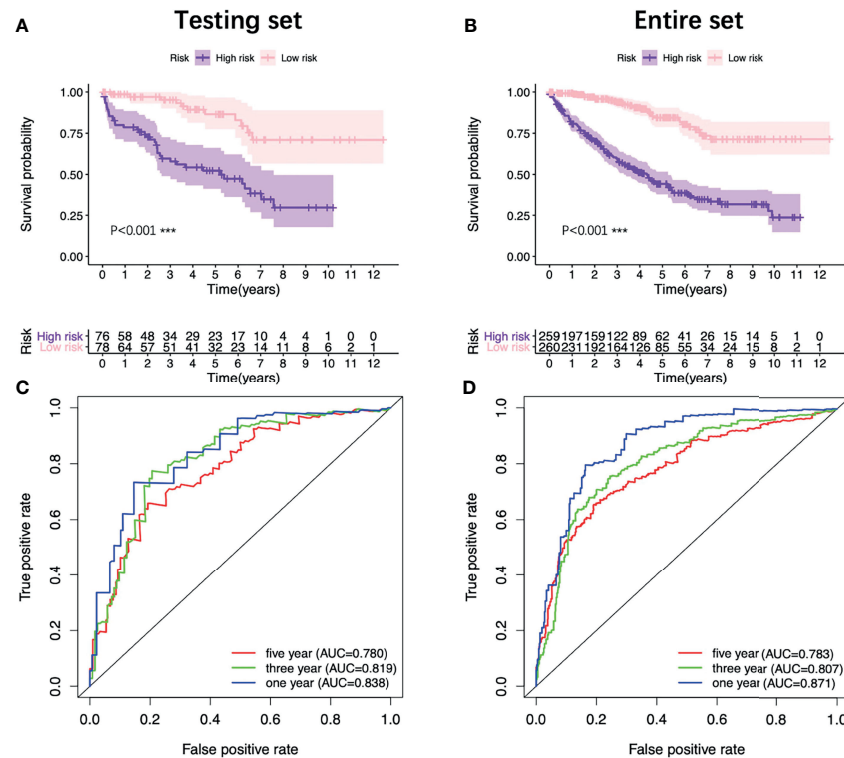 A
Testing set
Risk High risk Low risk
Survival probability
1.00
0.75
0.50
0.25
0.00
P<0.001 ***
0 1 2 3 4 5 6 7 8 9 10 11 12
Time(years)
Risk
High risk 76 58 48 34 29 23 17 10 4 4 1 0 0
Low risk 78 64 57 51 41 32 23 14 11 8 6 2 1
0 1 2 3 4 5 6 7 8 9 10 11 12
Time(years)
B
Entire set
Risk High risk Low risk
Survival probability
1.00
0.75
0.50
0.25
0.00
P<0.001 ***
0 1 2 3 4 5 6 7 8 9 10 11 12
Time(years)
Risk
High risk 259 197 159 122 89 62 41 26 15 14 5 1 0
Low risk 260 231 192 164 126 85 55 34 24 15 8 2 1
0 1 2 3 4 5 6 7 8 9 10 11 12
Time(years)
C
True positive rate
1.0
0.8
0.6
0.4
0.2
0.0
five year (AUC=0.780)
three year (AUC=0.819)
one year (AUC=0.838)
0.0 0.2 0.4 0.6 0.8 1.0
False positive rate
D
True positive rate
1.0
0.8
0.6
0.4
0.2
0.0
five year (AUC=0.783)
three year (AUC=0.807)
one year (AUC=0.871)
0.0 0.2 0.4 0.6 0.8 1.0
False positive rate